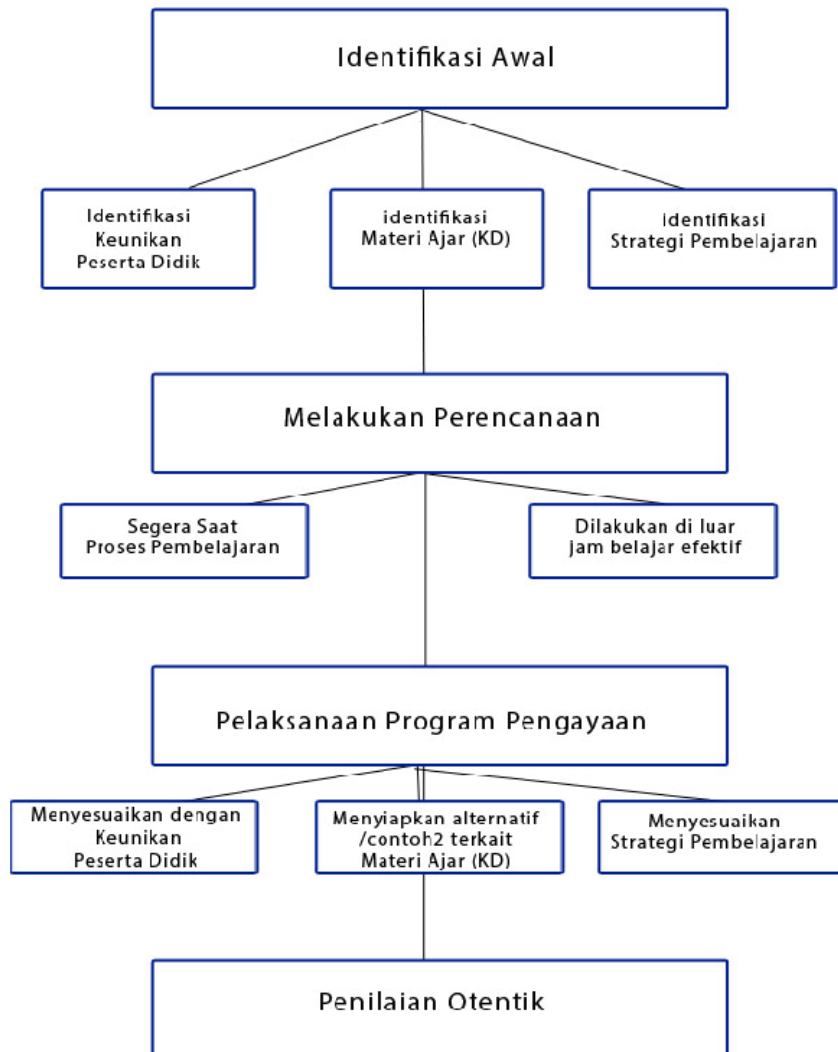 Identifikasi Awal
Identifikasi
Keunikan
Peserta Didik
identifikasi
Materi Ajar (KD)
identifikasi
Strategi Pembelajaran
Melakukan Perencanaan
Segera Saat
Proses Pembelajaran
Dilakukan di luar
jam belajar efektif
Pelaksanaan Program Pengayaan
Menyesuaikan dengan
Keunikan
Peserta Didik
Menyiapkan alternatif
/contoh2 terkait
Materi Ajar (KD)
Menyesuaikan
Strategi Pembelajaran
Penilaian Otentik